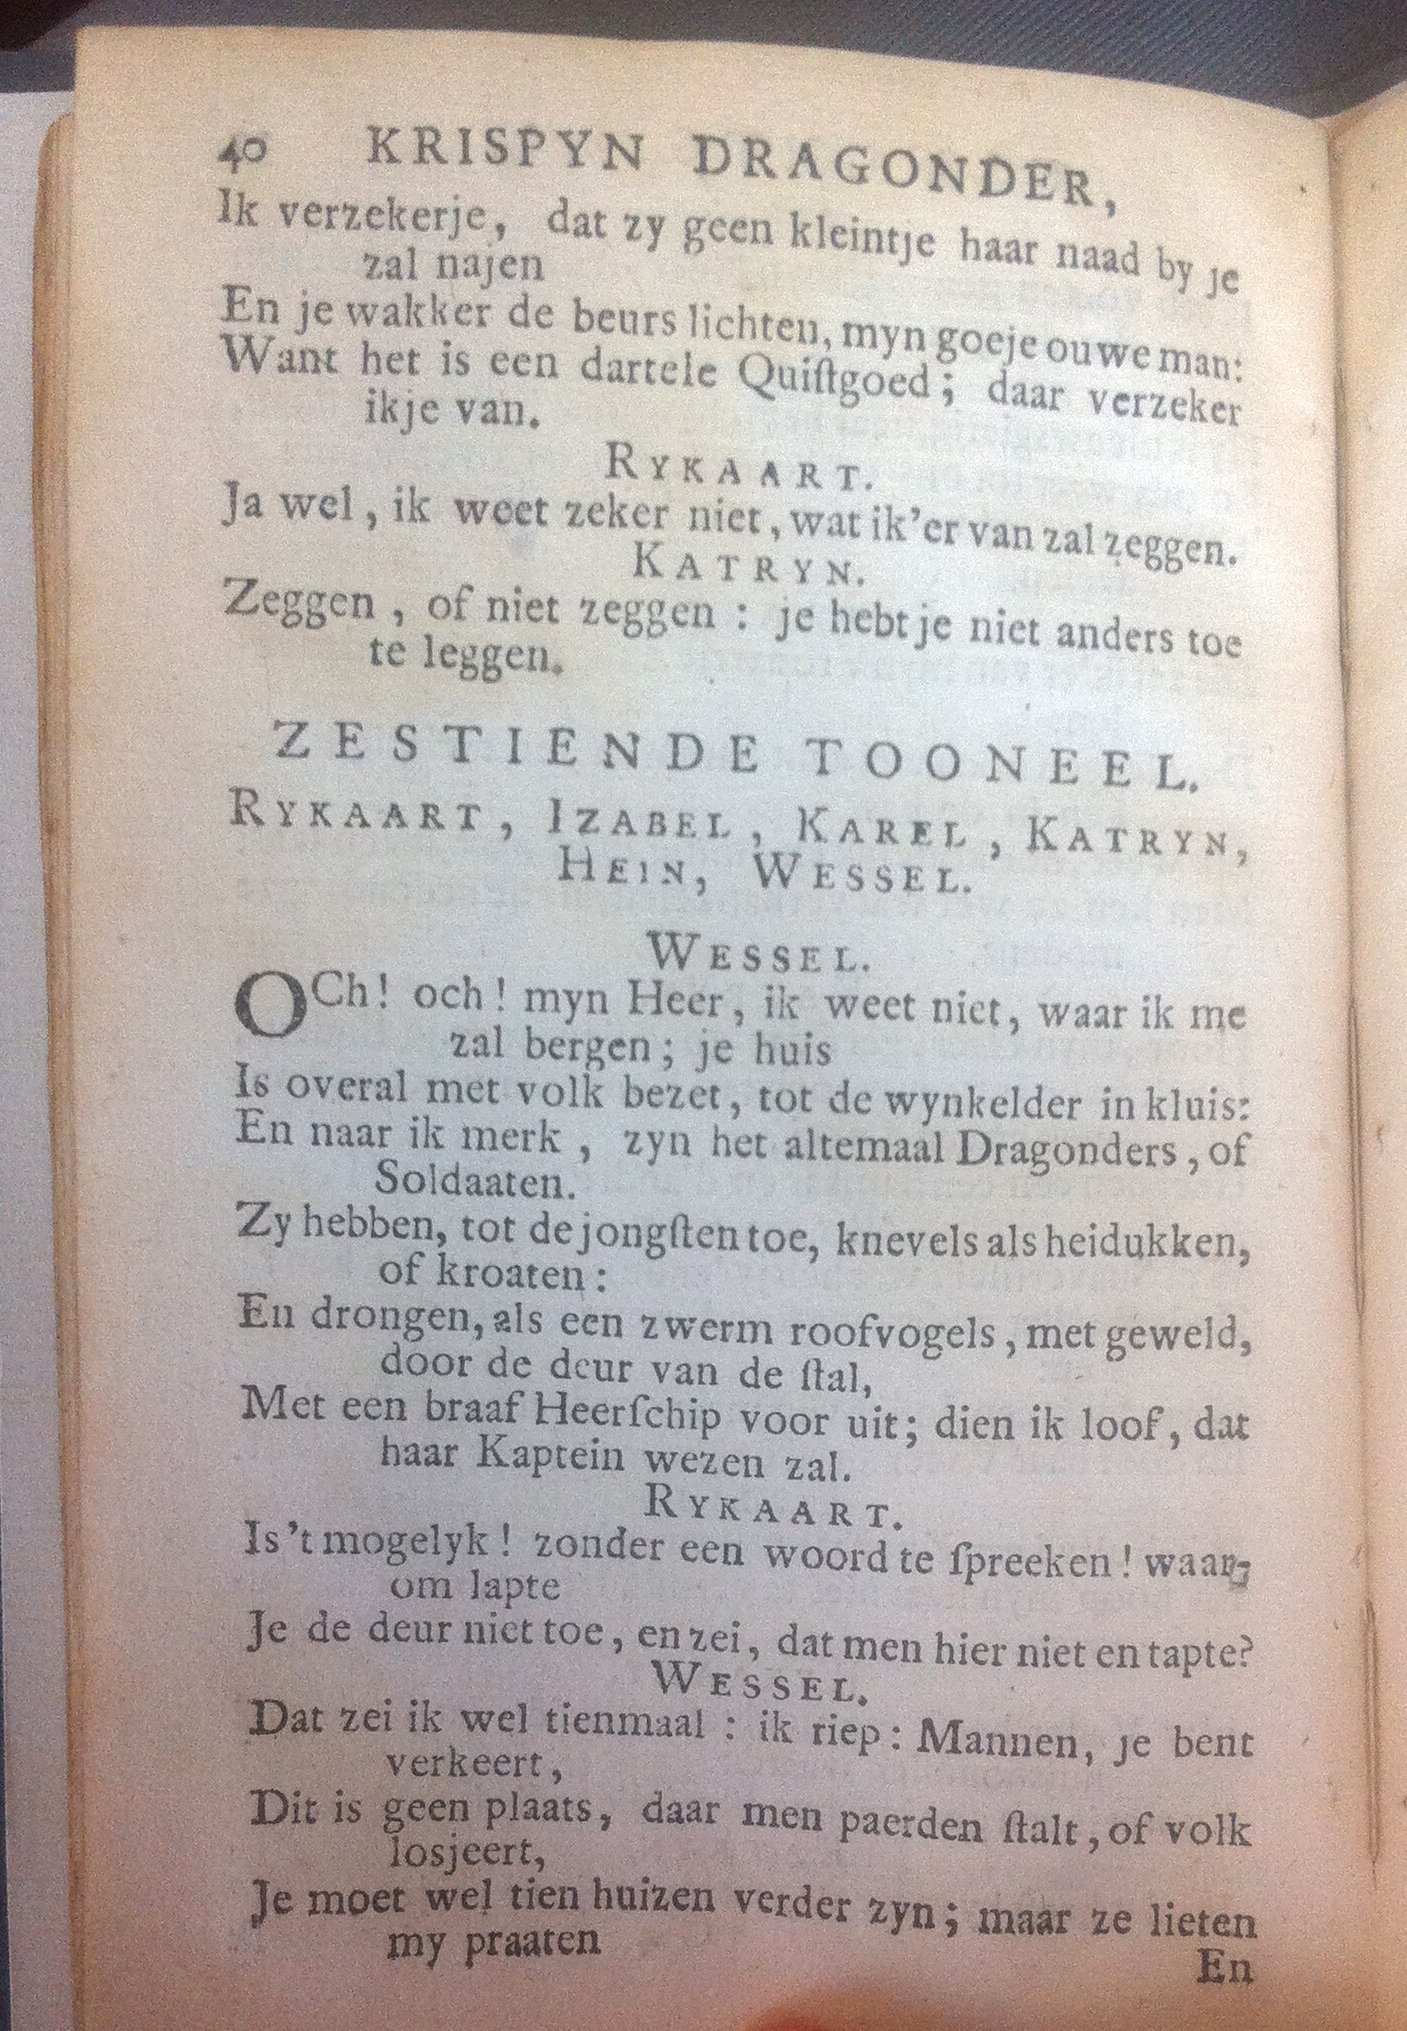 40 KRISPYN DRAGONDER,
Ik verzekerje, dat zy geen kleintje haar naad by je
zal najen
En je wakker de beurs lichten, myn goeje ouwe man:
Want het is een dartele Quiſtgoed; daar verzeker
ikje van.
RYKAART.
Ja wel, ik weet zeker niet, wat ik'er van zal zeggen.
KATRYN.
Zeggen, of niet zeggen: je hebt je niet anders toe
te leggen.
ZESTIENDE TOONEEL.
RYKAART, IZABEL, KAREL, KATRYN,
HEIN, WESSEL.
WESSEL.
OCh! och! myn Heer, ik weet niet, waar ik me
zal bergen; je huis
Is overal met volk bezet, tot de wynkelder in kluis:
En naar ik merk, zyn het altemaal Dragonders, of
Soldaaten.
Zy hebben, tot de jongſten toe, knevels als heidukken,
of kroaten:
En drongen, als een zwerm roofvogels, met geweld,
door de deur van de ſtal,
Met een braaf Heerſchip voor uit; dien ik loof, dat
haar Kaptein wezen zal.
RYKAART.
Is 't mogelyk! zonder een woord te ſpreeken! waar-
om lapte
Je de deur niet toe, en zei, dat men hier niet en tapte?
WESSEL.
Dat zei ik wel tienmaal: ik riep: Mannen, je bent
verkeert,
Dit is geen plaats, daar men paerden ſtalt, of volk
losjeert,
Je moet wel tien huizen verder zyn; maar ze lieten
my praaten
En